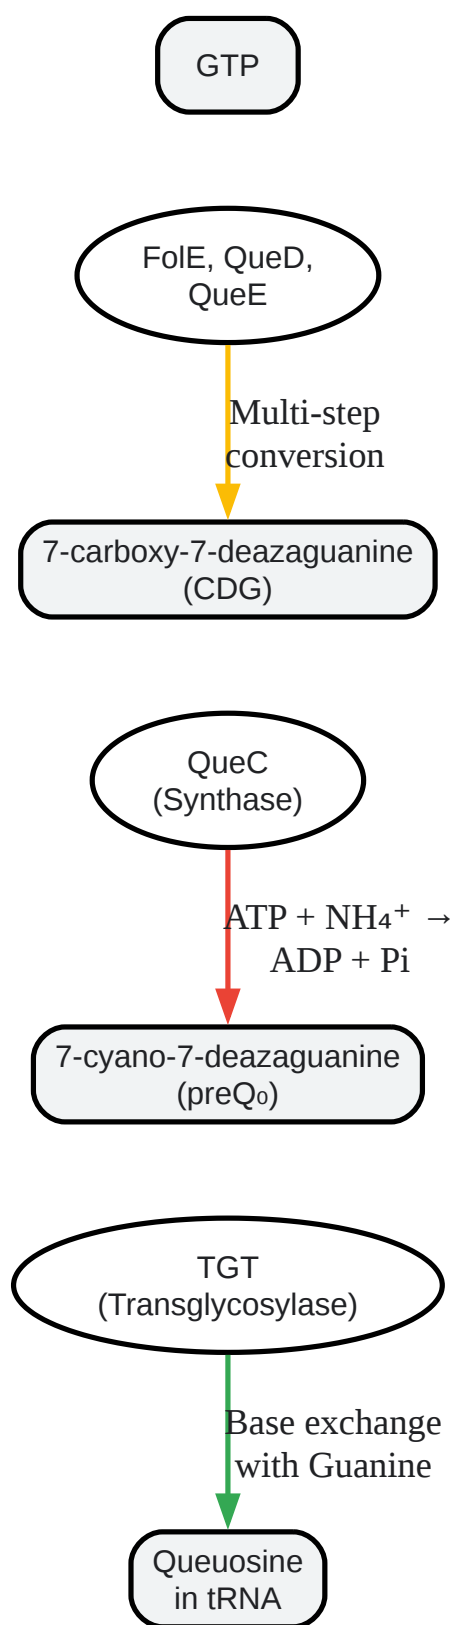 GTP
FolE, QueD,
QueE
Multi-step
conversion
7-carboxy-7-deazaguanine
(CDG)
QueC
(Synthase)
ATP + NH₄⁺ →
ADP + Pi
7-cyano-7-deazaguanine
(preQ₀)
TGT
(Transglycosylase)
Base exchange
with Guanine
Queuosine
in tRNA